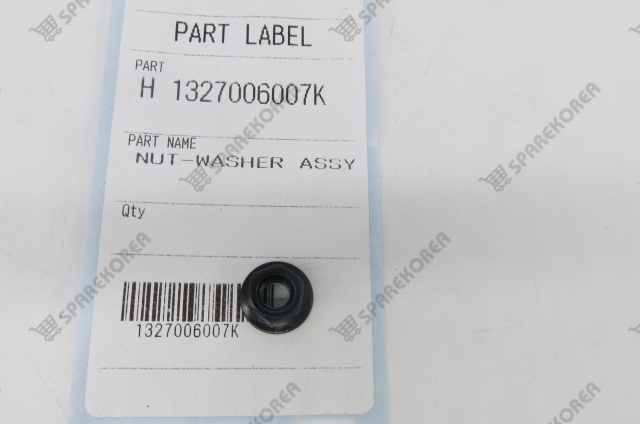 PART LABEL
PART
H 1327006007K
PART NAME
NUT-WASHER ASSY
Qty
1327006007K
SPAREKOREA